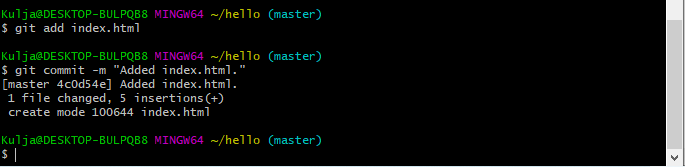 Kulja@DESKTOP-BULPQB8 MINGW64 ~/hello (master)
$ git add index.html
Kulja@DESKTOP-BULPQB8 MINGW64 ~/hello (master)
$ git commit -m "Added index.html."
[master 4c0d54e] Added index.html.
 1 file changed, 5 insertions(+)
 create mode 100644 index.html
Kulja@DESKTOP-BULPQB8 MINGW64 ~/hello (master)
$